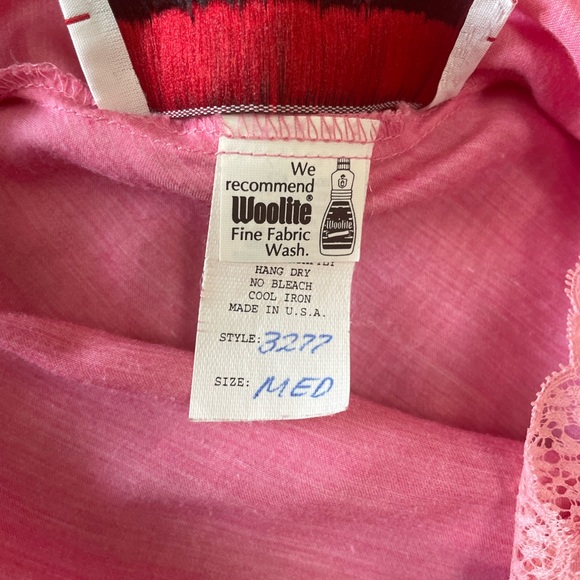 We
recommend
Woolite®
Fine Fabric
Wash.
Woolite
HANG DRY
NO BLEACH
COOL IRON
MADE IN U.S.A.
STYLE: 3277
SIZE: MED